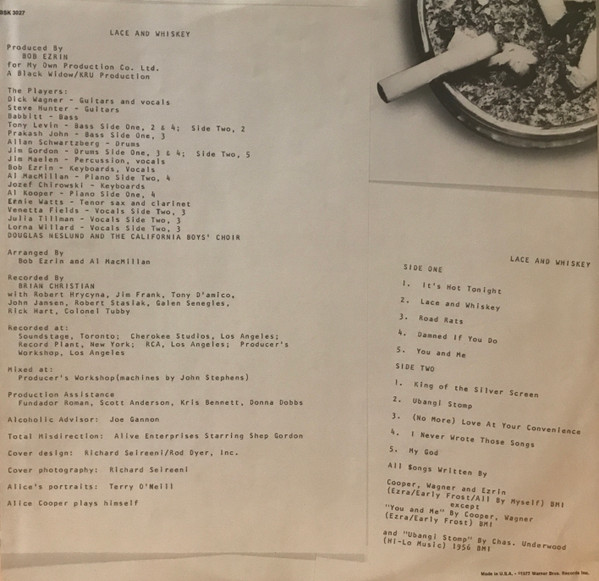 BSK 3027
LACE AND WHISKEY
Produced By
BOB EZRIN
for My Own Production Co. Ltd.
A Black Widow/KRU Production
The Players:
Dick Wagner - Guitars and vocals
Steve Hunter - Guitars
Babbitt - Bass
Tony Levin - Bass Side One, 2 & 4; Side Two, 2
Prakash John - Bass Side One, 3
Allan Schwartzberg - Drums
Jim Gordon - Drums Side One, 3 & 4; Side Two, 5
Jim Maelen - Percussion, vocals
Bob Ezrin - Keyboards, Vocals
Al MacMillan - Piano Side Two, 4
Jozef Chirowski - Keyboards
Al Kooper - Piano Side One, 4
Ernie Watts - Tenor sax and clarinet
Venetta Fields - Vocals Side Two, 3
Julia Tillman - Vocals Side Two, 3
Lorna Willard - Vocals Side Two, 3
DOUGLAS NESLUND AND THE CALIFORNIA BOYS' CHOIR
Arranged By
Bob Ezrin and Al MacMillan
Recorded By
BRIAN CHRISTIAN
with Robert Hrycyna, Jim Frank, Tony D'amico,
John Jansen, Robert Stasiak, Galen Senegles,
Rick Hart, Colonel Tubby
Recorded at:
Soundstage, Toronto; Cherokee Studios, Los Angeles;
Record Plant, New York; RCA, Los Angeles; Producer's
Workshop, Los Angeles
Mixed at:
Producer's Workshop(machines by John Stephens)
Production Assistance
Fundador Roman, Scott Anderson, Kris Bennett, Donna Dobbs
Alcoholic Advisor: Joe Gannon
Total Misdirection: Alive Enterprises Starring Shep Gordon
Cover design: Richard Seireeni/Rod Dyer, Inc.
Cover photography: Richard Seireeni
Alice's portraits: Terry O'Neill
Alice Cooper plays himself
LACE AND WHISKEY
SIDE ONE
1. It's Hot Tonight
2. Lace and Whiskey
3. Road Rats
4. Damned If You Do
5. You and Me
SIDE TWO
1. King of the Silver Screen
2. Ubangi Stomp
3. (No More) Love At Your Convenience
4. I Never Wrote Those Songs
5. My God
All Songs Written By
Cooper, Wagner and Ezrin
(Ezra/Early Frost/All By Myself) BMI
except
"You and Me" By Cooper, Wagner
(Ezra/Early Frost) BMI
and "Ubangi Stomp" By Chas. Underwood
(Hi-Lo Music) 1956 BMI
Made in U.S.A. - ©1977 Warner Bros. Records Inc.